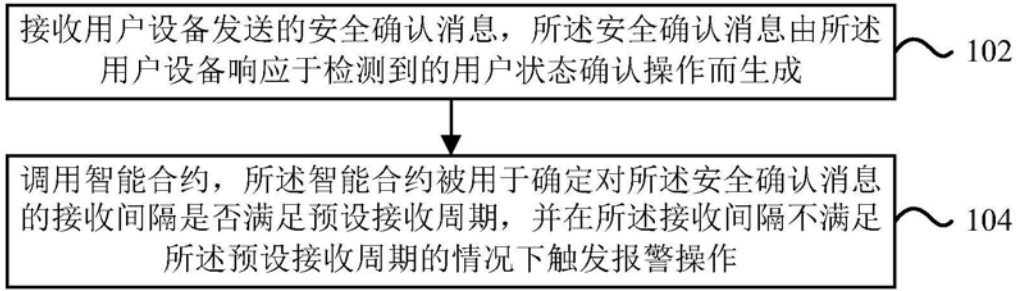 接收用户设备发送的安全确认消息，所述安全确认消息由所述
用户设备响应于检测到的用户状态确认操作而生成
102
调用智能合约，所述智能合约被用于确定对所述安全确认消息
的接收间隔是否满足预设接收周期，并在所述接收间隔不满足
所述预设接收周期的情况下触发报警操作
104